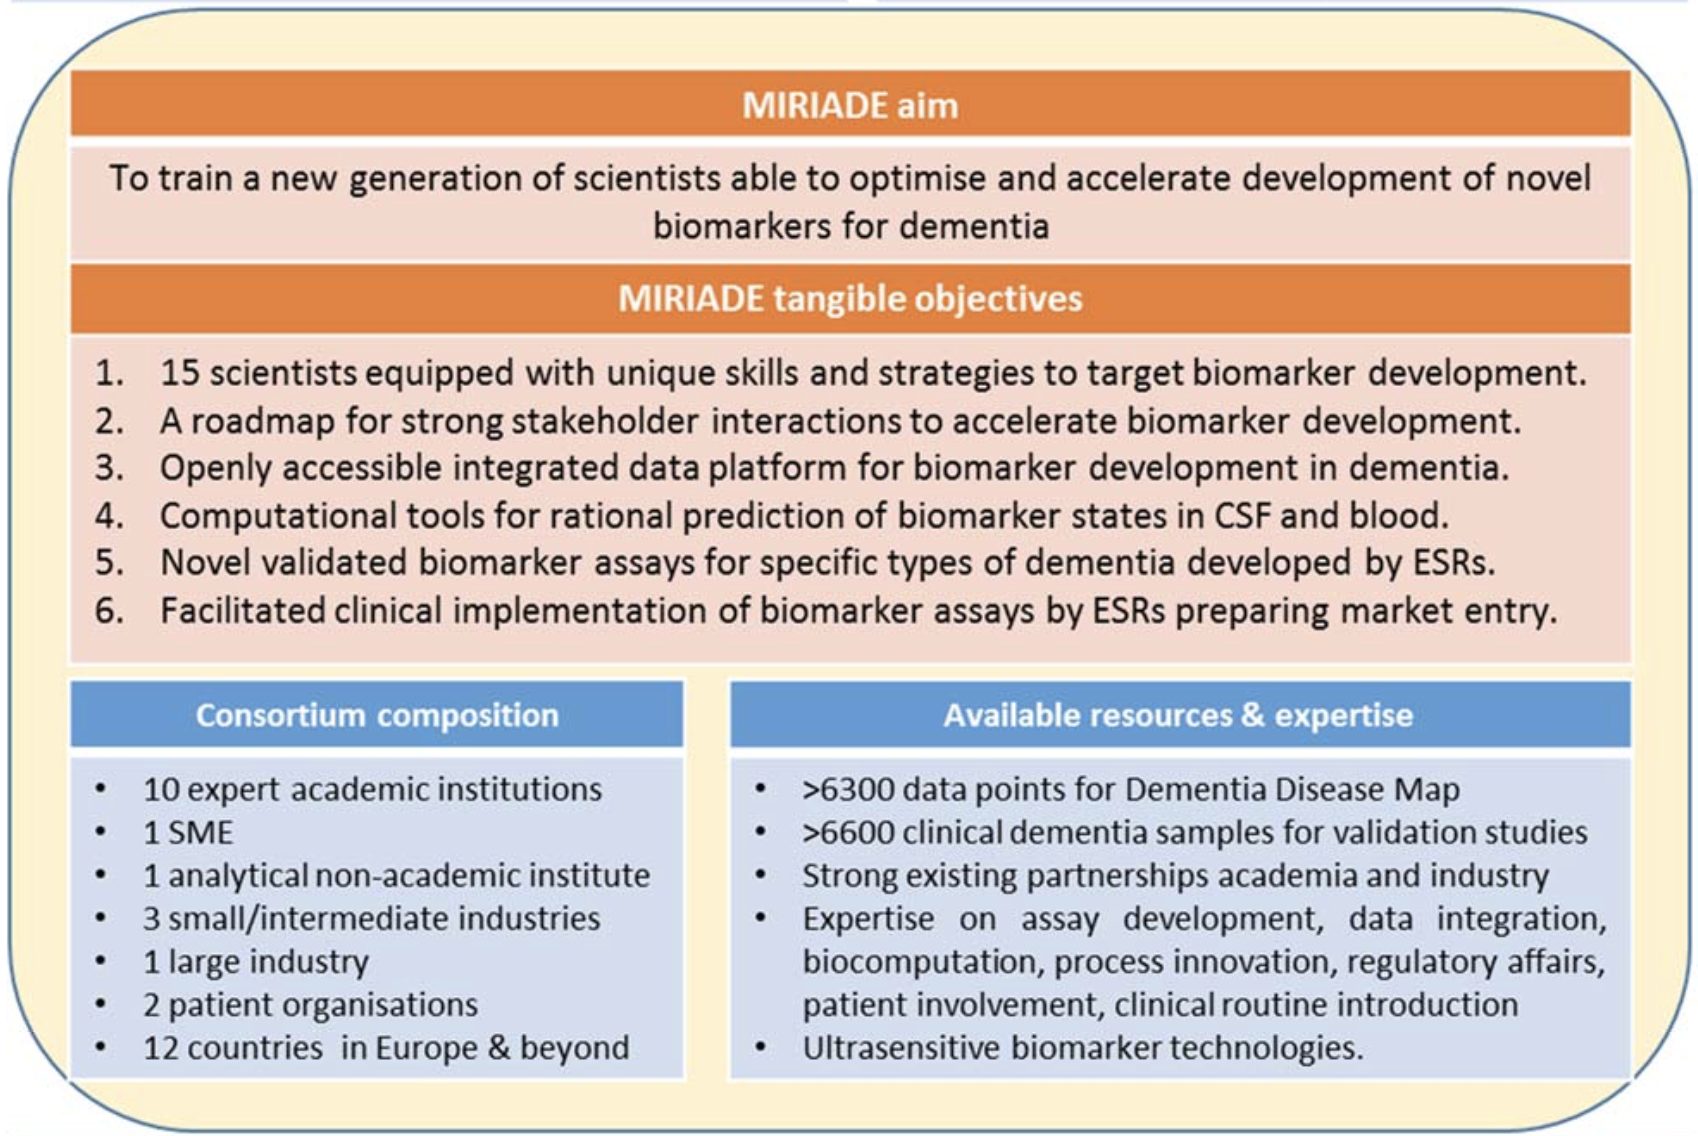 MIRIADE aim
To train a new generation of scientists able to optimise and accelerate development of novel
biomarkers for dementia
MIRIADE tangible objectives
1. 15 scientists equipped with unique skills and strategies to target biomarker development.
2. A roadmap for strong stakeholder interactions to accelerate biomarker development.
3. Openly accessible integrated data platform for biomarker development in dementia.
4. Computational tools for rational prediction of biomarker states in CSF and blood.
5. Novel validated biomarker assays for specific types of dementia developed by ESRs.
6. Facilitated clinical implementation of biomarker assays by ESRs preparing market entry.
Consortium composition
• 10 expert academic institutions
• 1 SME
• 1 analytical non-academic institute
• 3 small/intermediate industries
• 1 large industry
• 2 patient organisations
• 12 countries in Europe & beyond
Available resources & expertise
• >6300 data points for Dementia Disease Map
• >6600 clinical dementia samples for validation studies
• Strong existing partnerships academia and industry
• Expertise on assay development, data integration,
biocomputation, process innovation, regulatory affairs,
patient involvement, clinical routine introduction
• Ultrasensitive biomarker technologies.